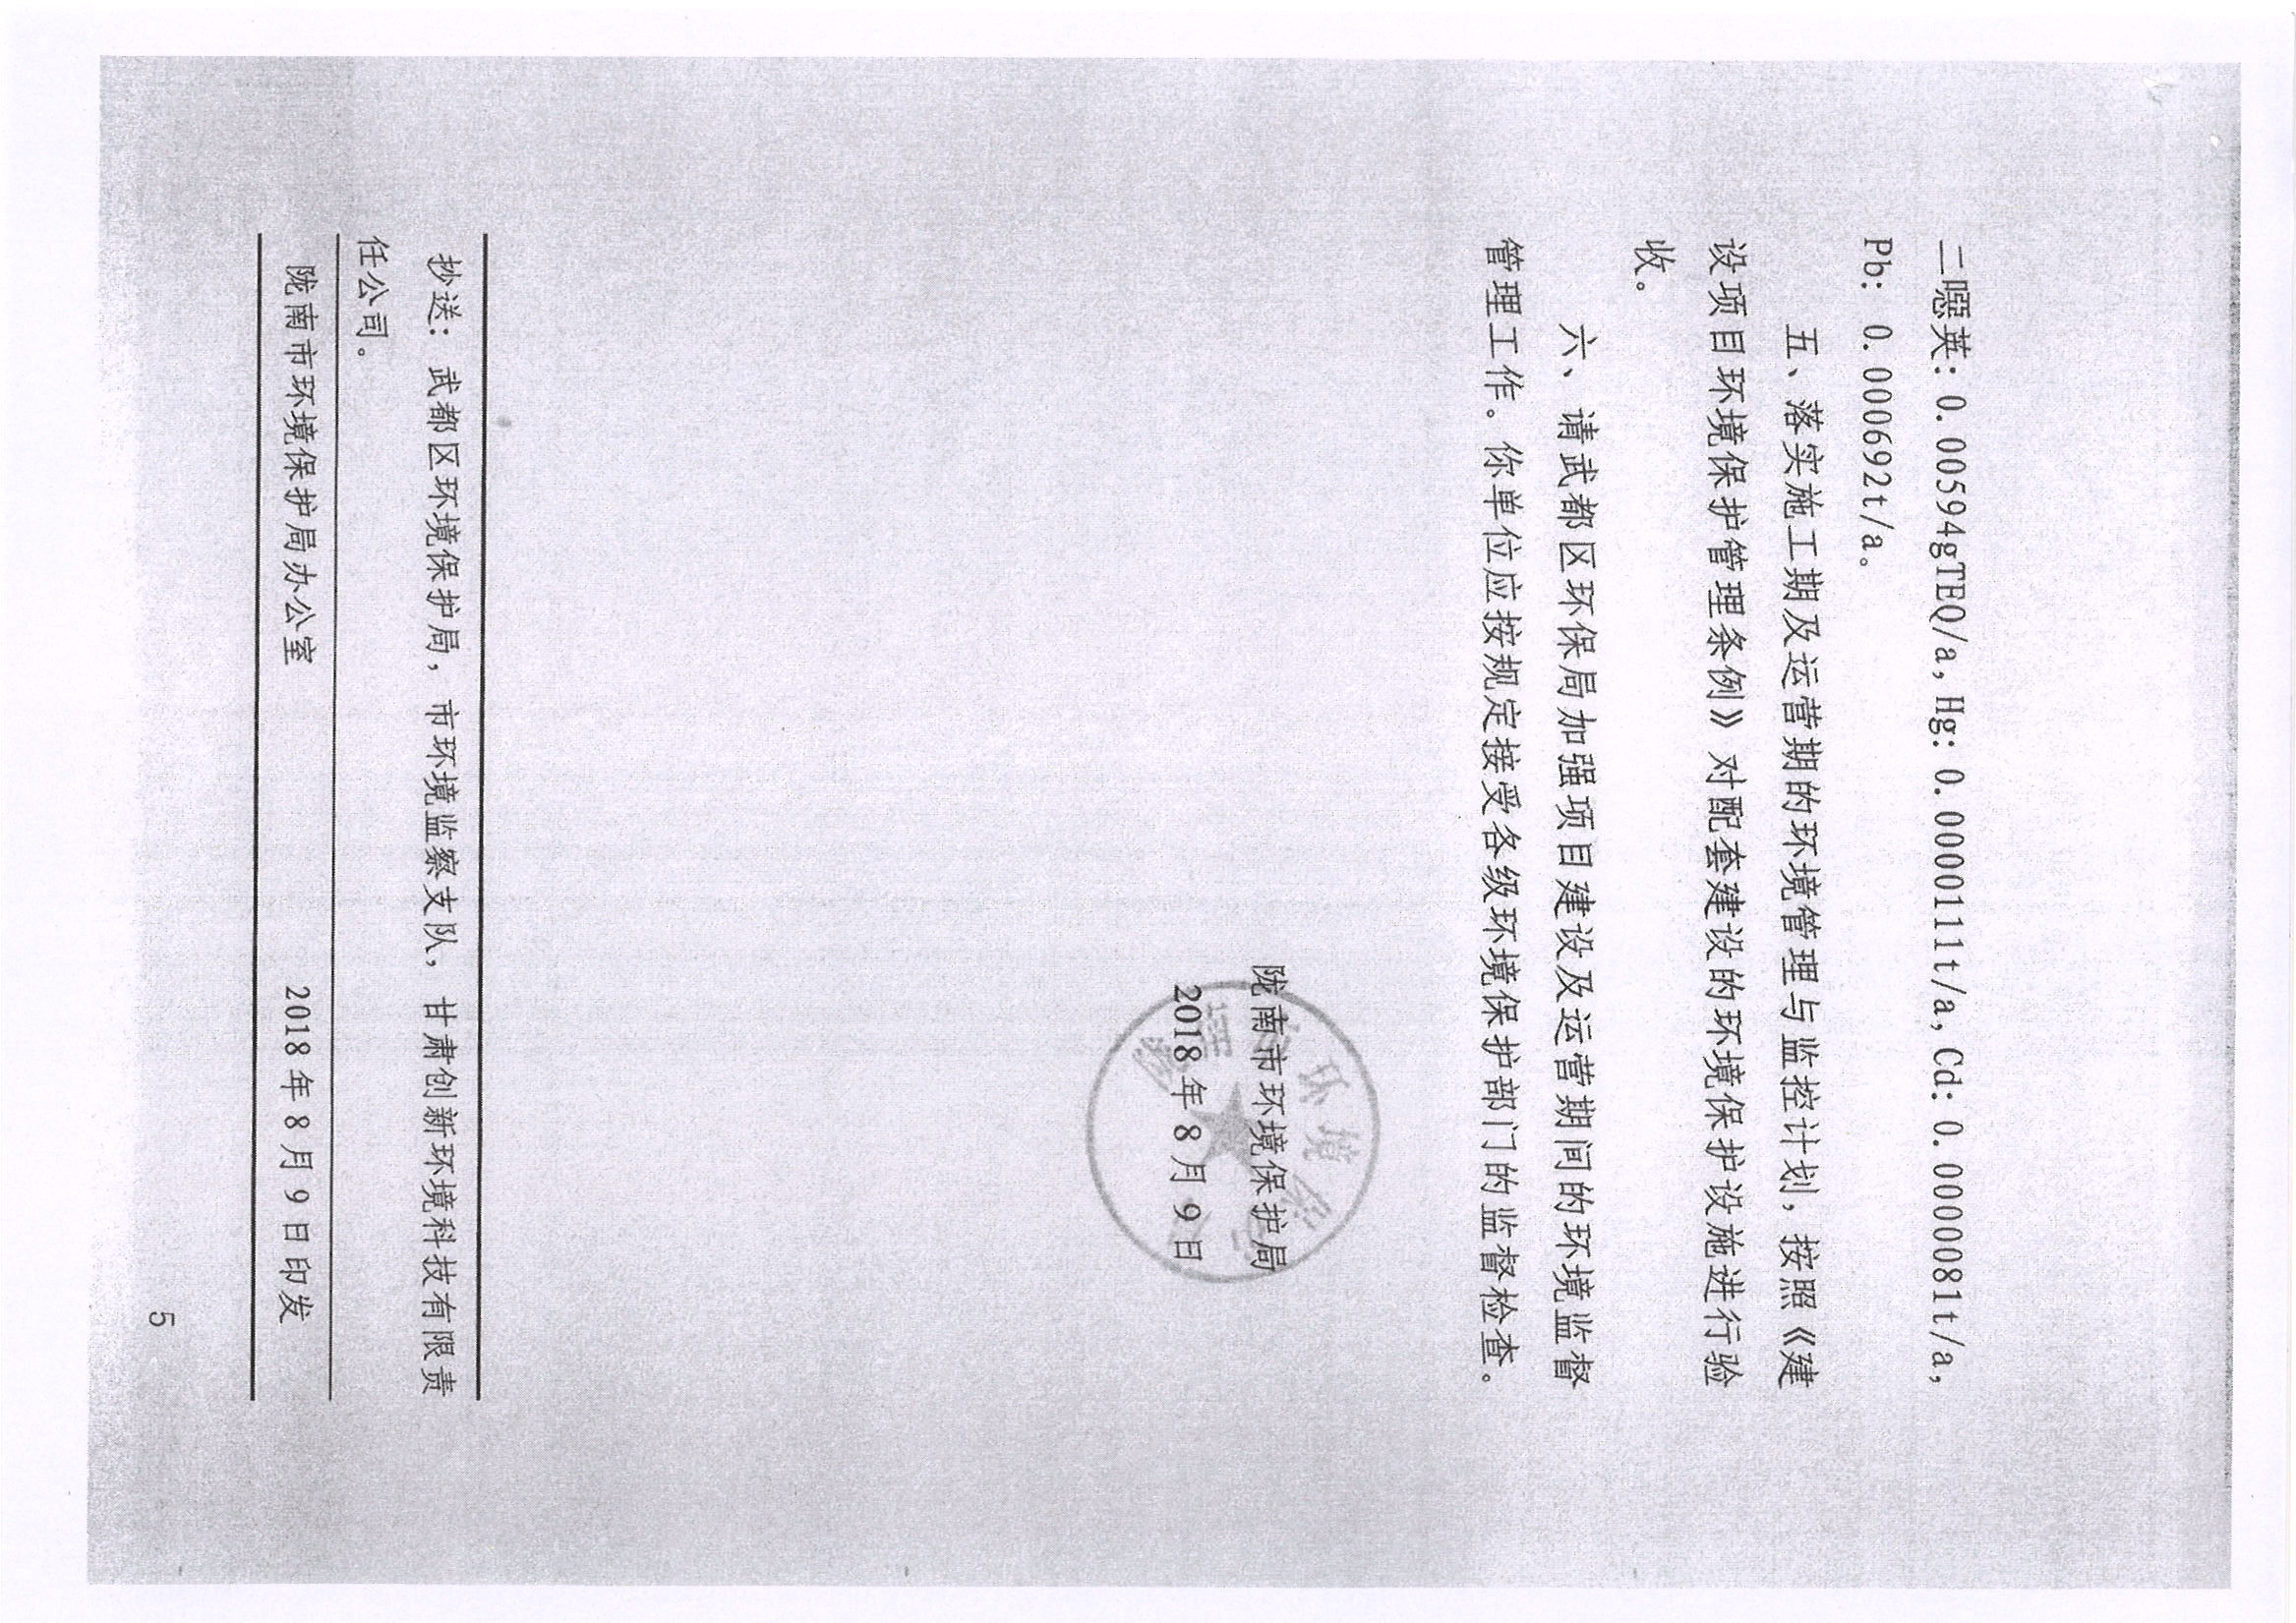 二噁英: 0.00594gTEQ/a, Hg: 0.0000111t/a, Cd: 0.0000081t/a,
Pb: 0.000692t/a。
五、落实施工期及运营期的环境管理与监控计划，按照《建
设项目环境保护管理条例》对配套建设的环境保护设施进行验
收。
六、请武都区环保局加强项目建设及运营期间的环境监督
管理工作。你单位应按规定接受各级环境保护部门的监督检查。
环境保
陇南市环境保护局
2018年8月9日
抄送：武都区环境保护局，市环境监察支队，甘肃创新环境科技有限责
任公司。
陇南市环境保护局办公室 2018年8月9日印发
5